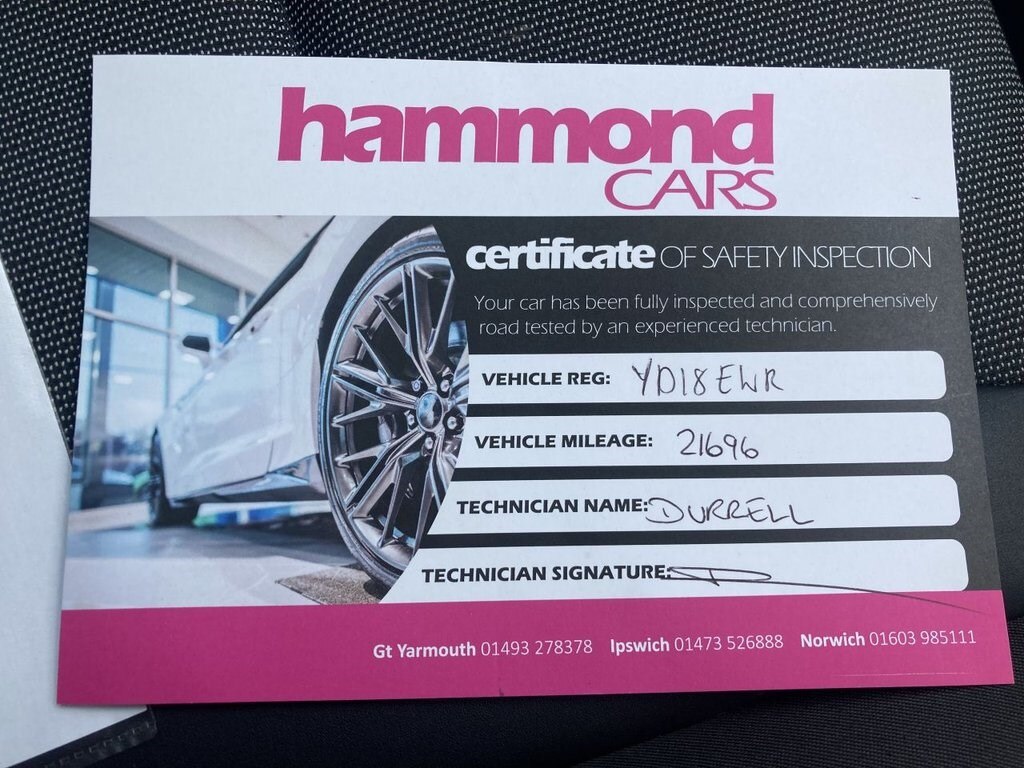 hammond
CARS
certificate OF SAFETY INSPECTION
Your car has been fully inspected and comprehensively
road tested by an experienced technician.
VEHICLE REG: YD18 EWR
VEHICLE MILEAGE: 21696
TECHNICIAN NAME: DURRELL
TECHNICIAN SIGNATURE:
Gt Yarmouth 01493 278378 Ipswich 01473 526888 Norwich 01603 985111